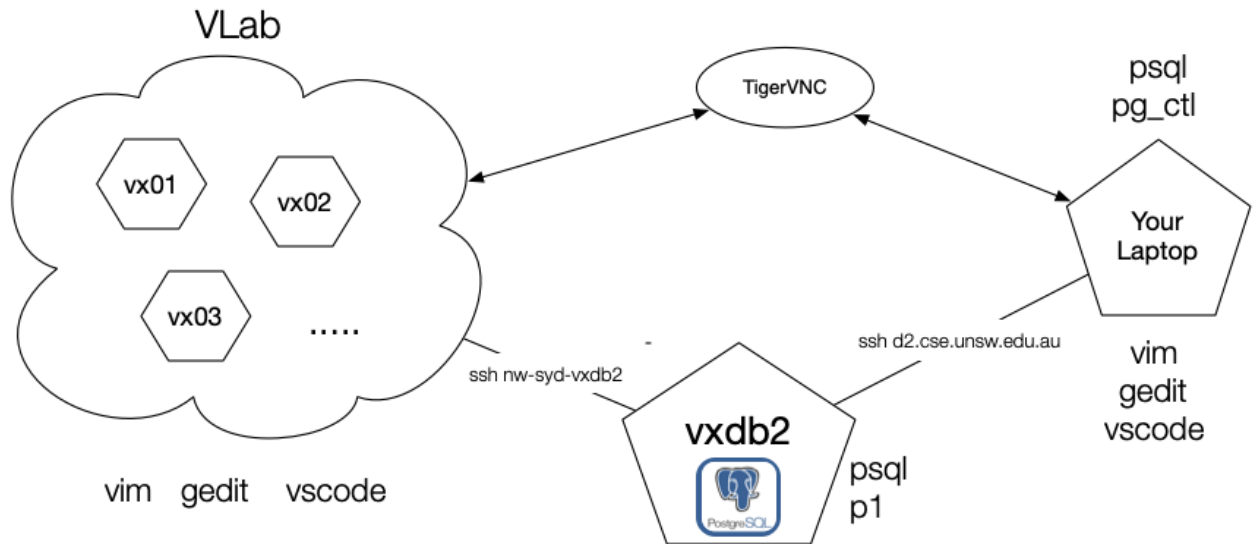 VLab
TigerVNC
psql
pg_ctl
vx01
vx02
Your
Laptop
vx03
.....
-
ssh d2.cse.unsw.edu.au
ssh nw-syd-vxdb2
vim
gedit
vscode
vxdb2
psql
p1
PostgreSQL
vim gedit vscode